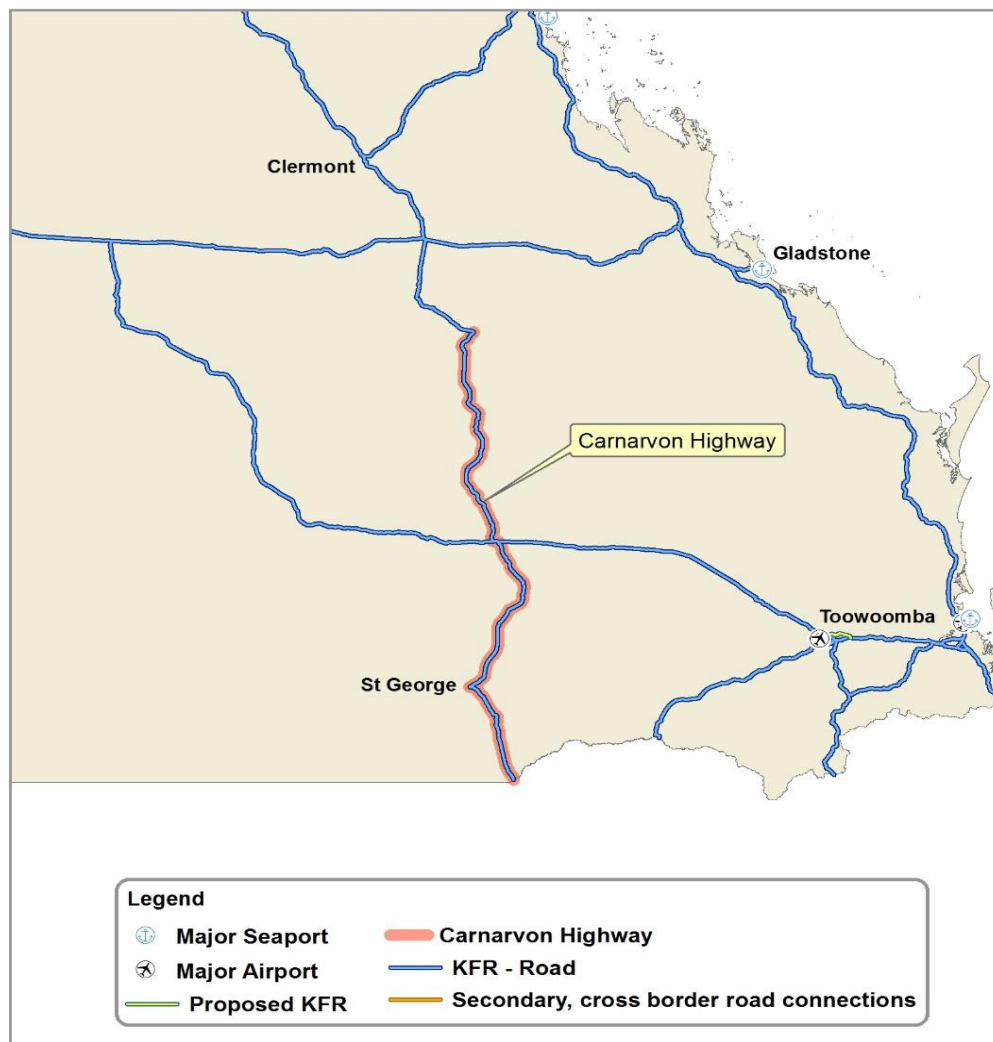 Clermont
Gladstone
Carnarvon Highway
Toowoomba
St George
Legend
Major Seaport
Carnarvon Highway
Major Airport
KFR - Road
Proposed KFR
Secondary, cross border road connections